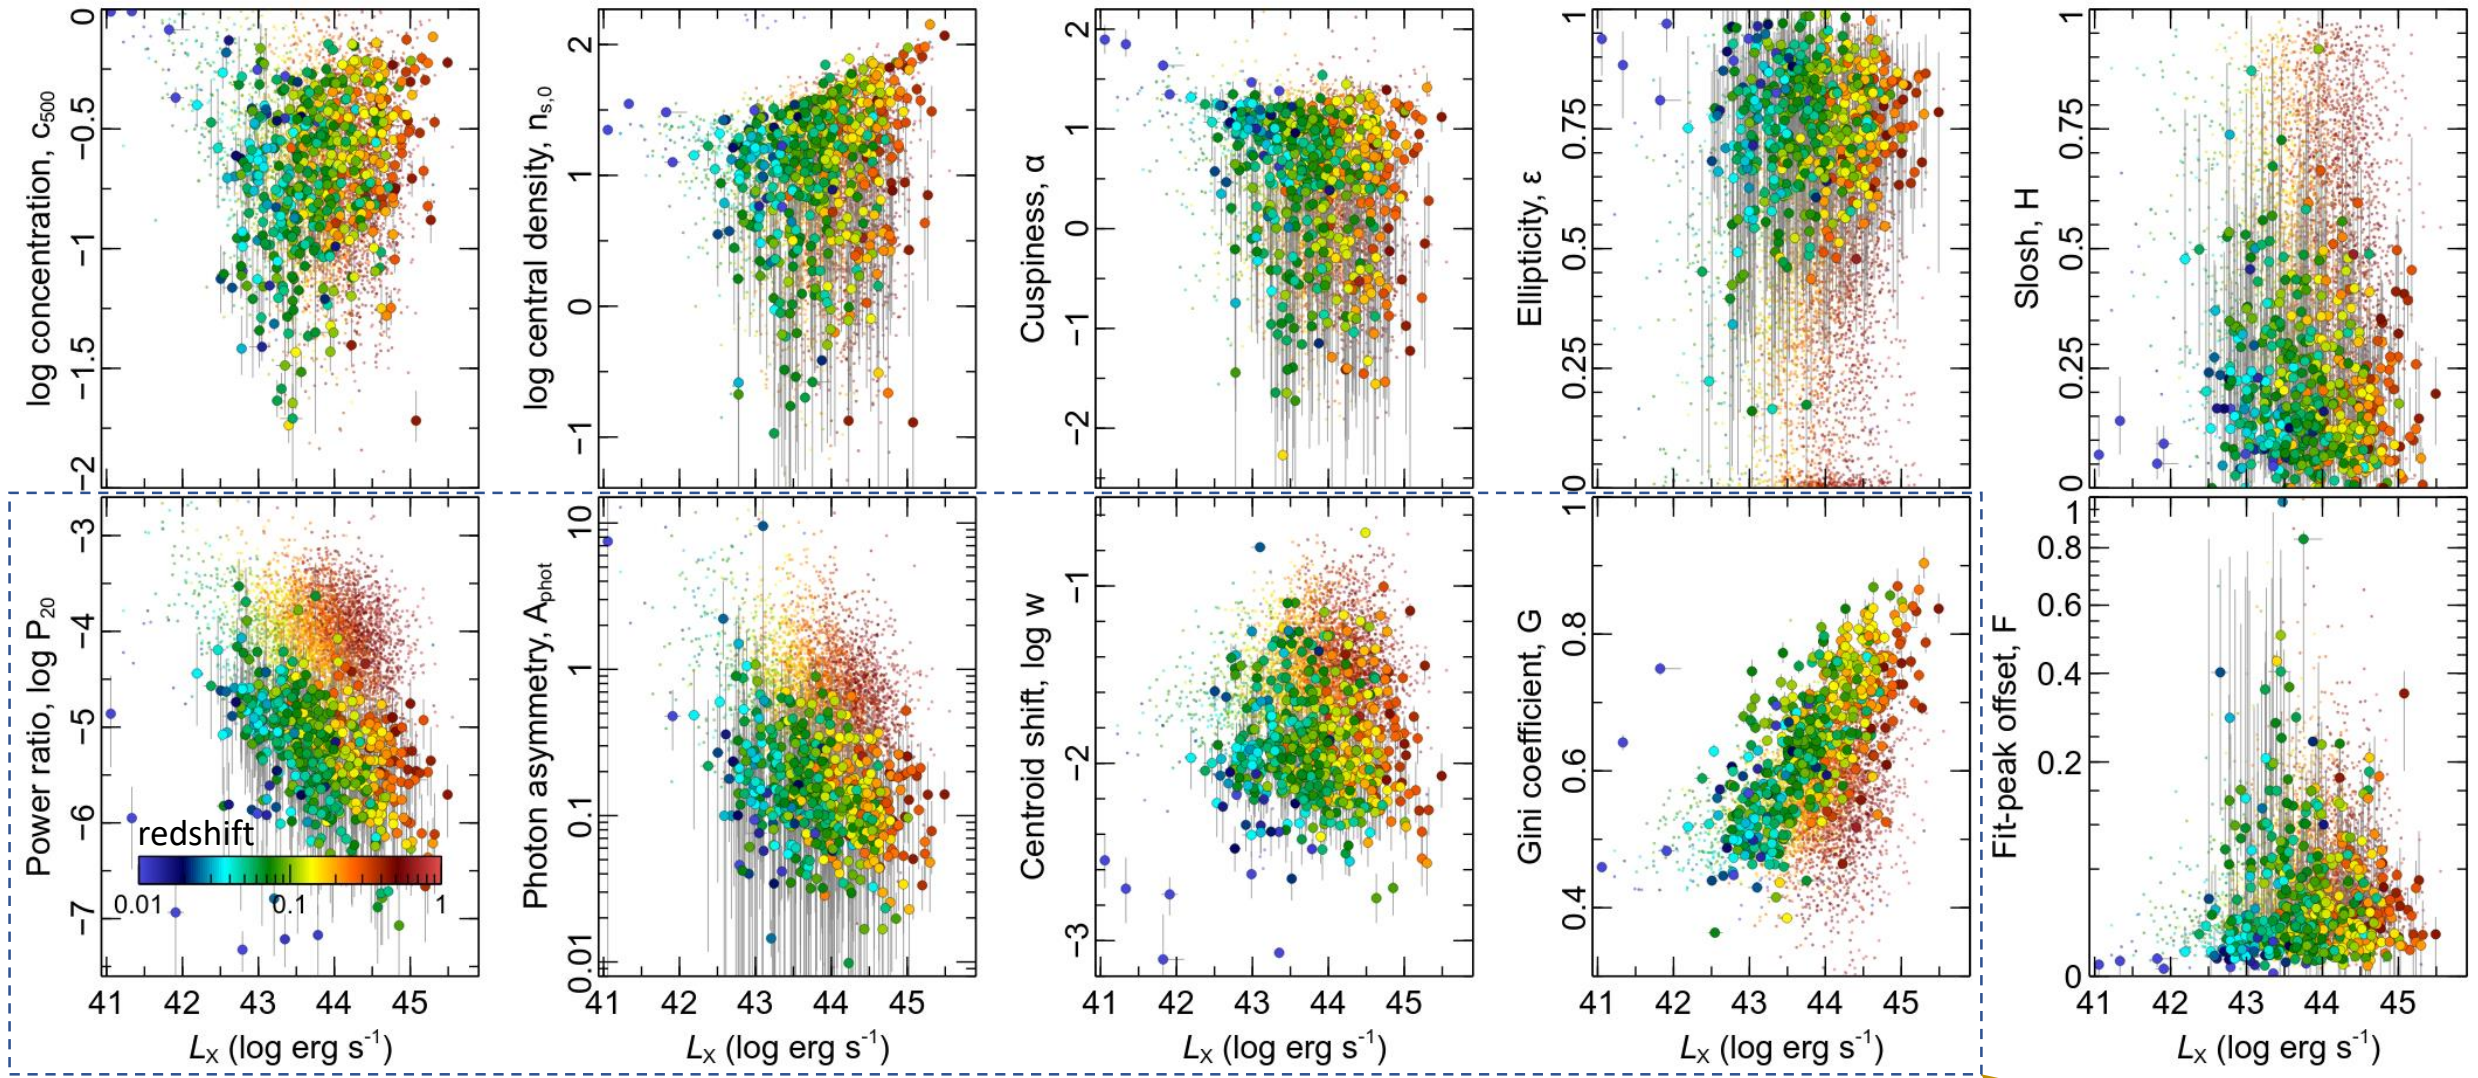 log concentration, c500
0
−0.5
−1
−1.5
−2
log central density, ns,0
2
1
0
−1
Cuspiness, α
2
1
0
−1
−2
Ellipticity, ε
1
0.75
0.5
0.25
0
Slosh, H
1
0.75
0.5
0.25
0
Power ratio, log P20
−3
−4
−5
−6
−7
redshift
0.01 0.1 1
41 42 43 44 45
LX (log erg s-1)
Photon asymmetry, Aphot
10
1
0.1
0.01
41 42 43 44 45
LX (log erg s-1)
Centroid shift, log w
−1
−2
−3
41 42 43 44 45
LX (log erg s-1)
Gini coefficient, G
1
0.8
0.6
0.4
41 42 43 44 45
LX (log erg s-1)
Fit-peak offset, F
1
0.8
0.6
0.4
0.2
0
41 42 43 44 45
LX (log erg s-1)